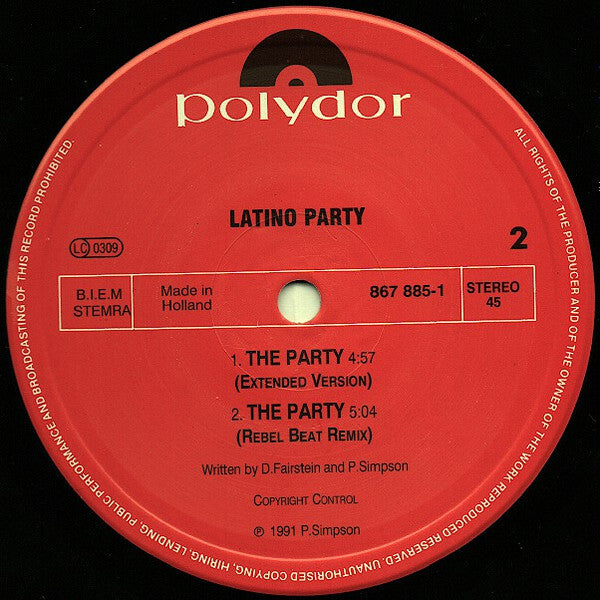 polydor
LATINO PARTY
2
LC 0309
B.I.E.M
STEMRA
Made in
Holland
867 885-1
STEREO
45
1. THE PARTY 4:57
(EXTENDED VERSION)
2. THE PARTY 5:04
(REBEL BEAT REMIX)
Written by D.Fairstein and P.Simpson
COPYRIGHT CONTROL
℗ 1991 P.Simpson
ALL RIGHTS OF THE PRODUCER AND OF THE OWNER OF THE WORK REPRODUCED RESERVED. UNAUTHORISED COPYING, HIRING, LENDING, PUBLIC PERFORMANCE AND BROADCASTING OF THIS RECORD PROHIBITED.